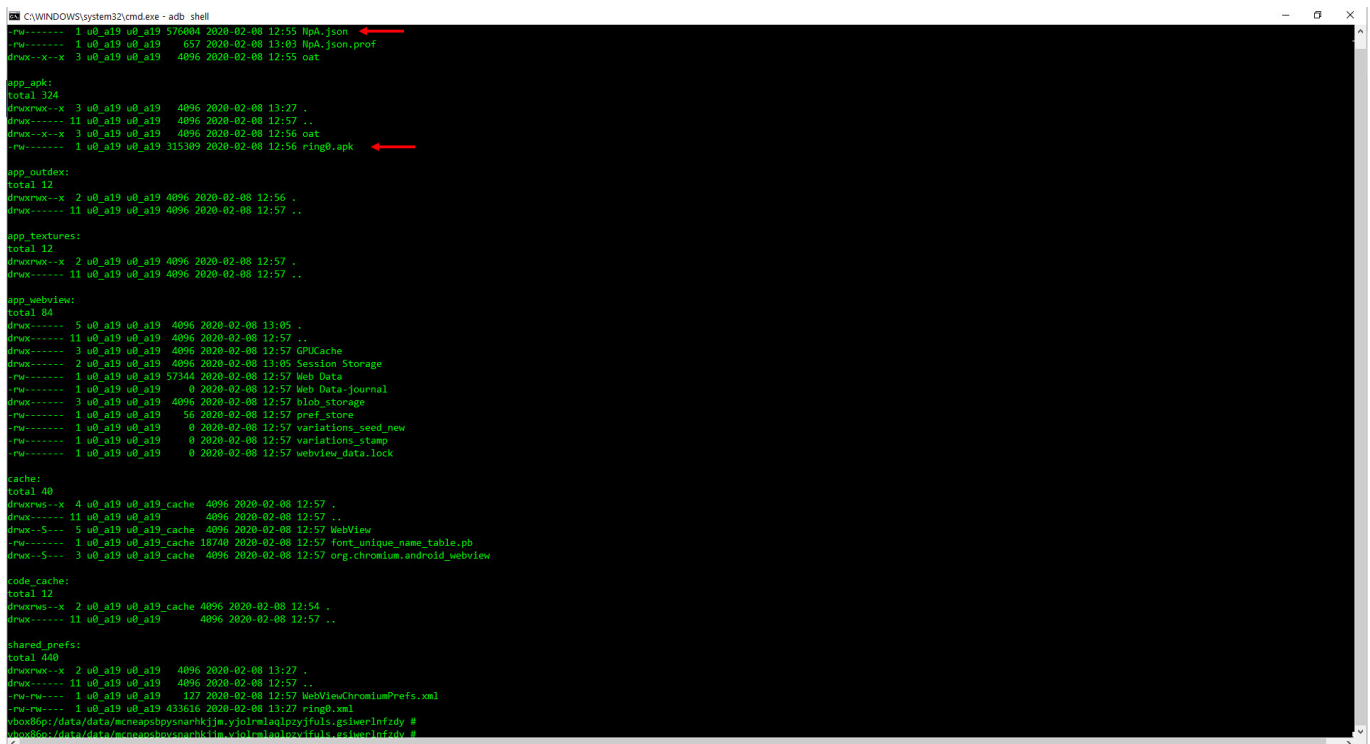 C:\WINDOWS\system32\cmd.exe - adb shell
-rw------- 1 u0_a19 u0_a19 576004 2020-02-08 12:55 NpA.json
-rw------- 1 u0_a19 u0_a19 657 2020-02-08 13:03 NpA.json.prof
drwx--x--x 3 u0_a19 u0_a19 4096 2020-02-08 12:55 oat
app_apk:
total 324
drwxrwx--x 3 u0_a19 u0_a19 4096 2020-02-08 13:27 .
drwx------ 11 u0_a19 u0_a19 4096 2020-02-08 12:57 ..
drwx--x--x 3 u0_a19 u0_a19 4096 2020-02-08 12:56 oat
-rw------- 1 u0_a19 u0_a19 315309 2020-02-08 12:56 ring0.apk
app_outdex:
total 12
drwxrwx--x 2 u0_a19 u0_a19 4096 2020-02-08 12:56 .
drwx------ 11 u0_a19 u0_a19 4096 2020-02-08 12:57 ..
app_textures:
total 12
drwxrwx--x 2 u0_a19 u0_a19 4096 2020-02-08 12:57 .
drwx------ 11 u0_a19 u0_a19 4096 2020-02-08 12:57 ..
app_webview:
total 84
drwx------ 5 u0_a19 u0_a19 4096 2020-02-08 13:05 .
drwx------ 11 u0_a19 u0_a19 4096 2020-02-08 12:57 ..
drwx------ 3 u0_a19 u0_a19 4096 2020-02-08 12:57 GPUCache
drwx------ 2 u0_a19 u0_a19 4096 2020-02-08 13:05 Session Storage
-rw------- 1 u0_a19 u0_a19 57344 2020-02-08 12:57 Web Data
-rw------- 1 u0_a19 u0_a19 0 2020-02-08 12:57 Web Data-journal
drwx------ 3 u0_a19 u0_a19 4096 2020-02-08 12:57 blob_storage
-rw------- 1 u0_a19 u0_a19 56 2020-02-08 12:57 pref_store
-rw------- 1 u0_a19 u0_a19 0 2020-02-08 12:57 variations_seed_new
-rw------- 1 u0_a19 u0_a19 0 2020-02-08 12:57 variations_stamp
-rw------- 1 u0_a19 u0_a19 0 2020-02-08 12:57 webview_data.lock
cache:
total 40
drwxrws--x 4 u0_a19 u0_a19_cache 4096 2020-02-08 12:57 .
drwx------ 11 u0_a19 u0_a19 4096 2020-02-08 12:57 ..
drwx--S--- 5 u0_a19 u0_a19_cache 4096 2020-02-08 12:57 WebView
-rw------- 1 u0_a19 u0_a19_cache 18740 2020-02-08 12:57 font_unique_name_table.pb
drwx--S--- 3 u0_a19 u0_a19_cache 4096 2020-02-08 12:57 org.chromium.android_webview
code_cache:
total 12
drwxrws--x 2 u0_a19 u0_a19_cache 4096 2020-02-08 12:54 .
drwx------ 11 u0_a19 u0_a19 4096 2020-02-08 12:57 ..
shared_prefs:
total 440
drwxrwx--x 2 u0_a19 u0_a19 4096 2020-02-08 13:27 .
drwx------ 11 u0_a19 u0_a19 4096 2020-02-08 12:57 ..
-rw-rw---- 1 u0_a19 u0_a19 127 2020-02-08 12:57 WebViewChromiumPrefs.xml
-rw-rw---- 1 u0_a19 u0_a19 433616 2020-02-08 13:27 ring0.xml
vbox86p:/data/data/mcneapsbpysnarhkjjm.yjolrmlaqlpzyjfuls.gsiwerlnfzdy #
vbox86p:/data/data/mcneapsbpysnarhkjjm.yjolrmlaqlpzyjfuls.gsiwerlnfzdy #